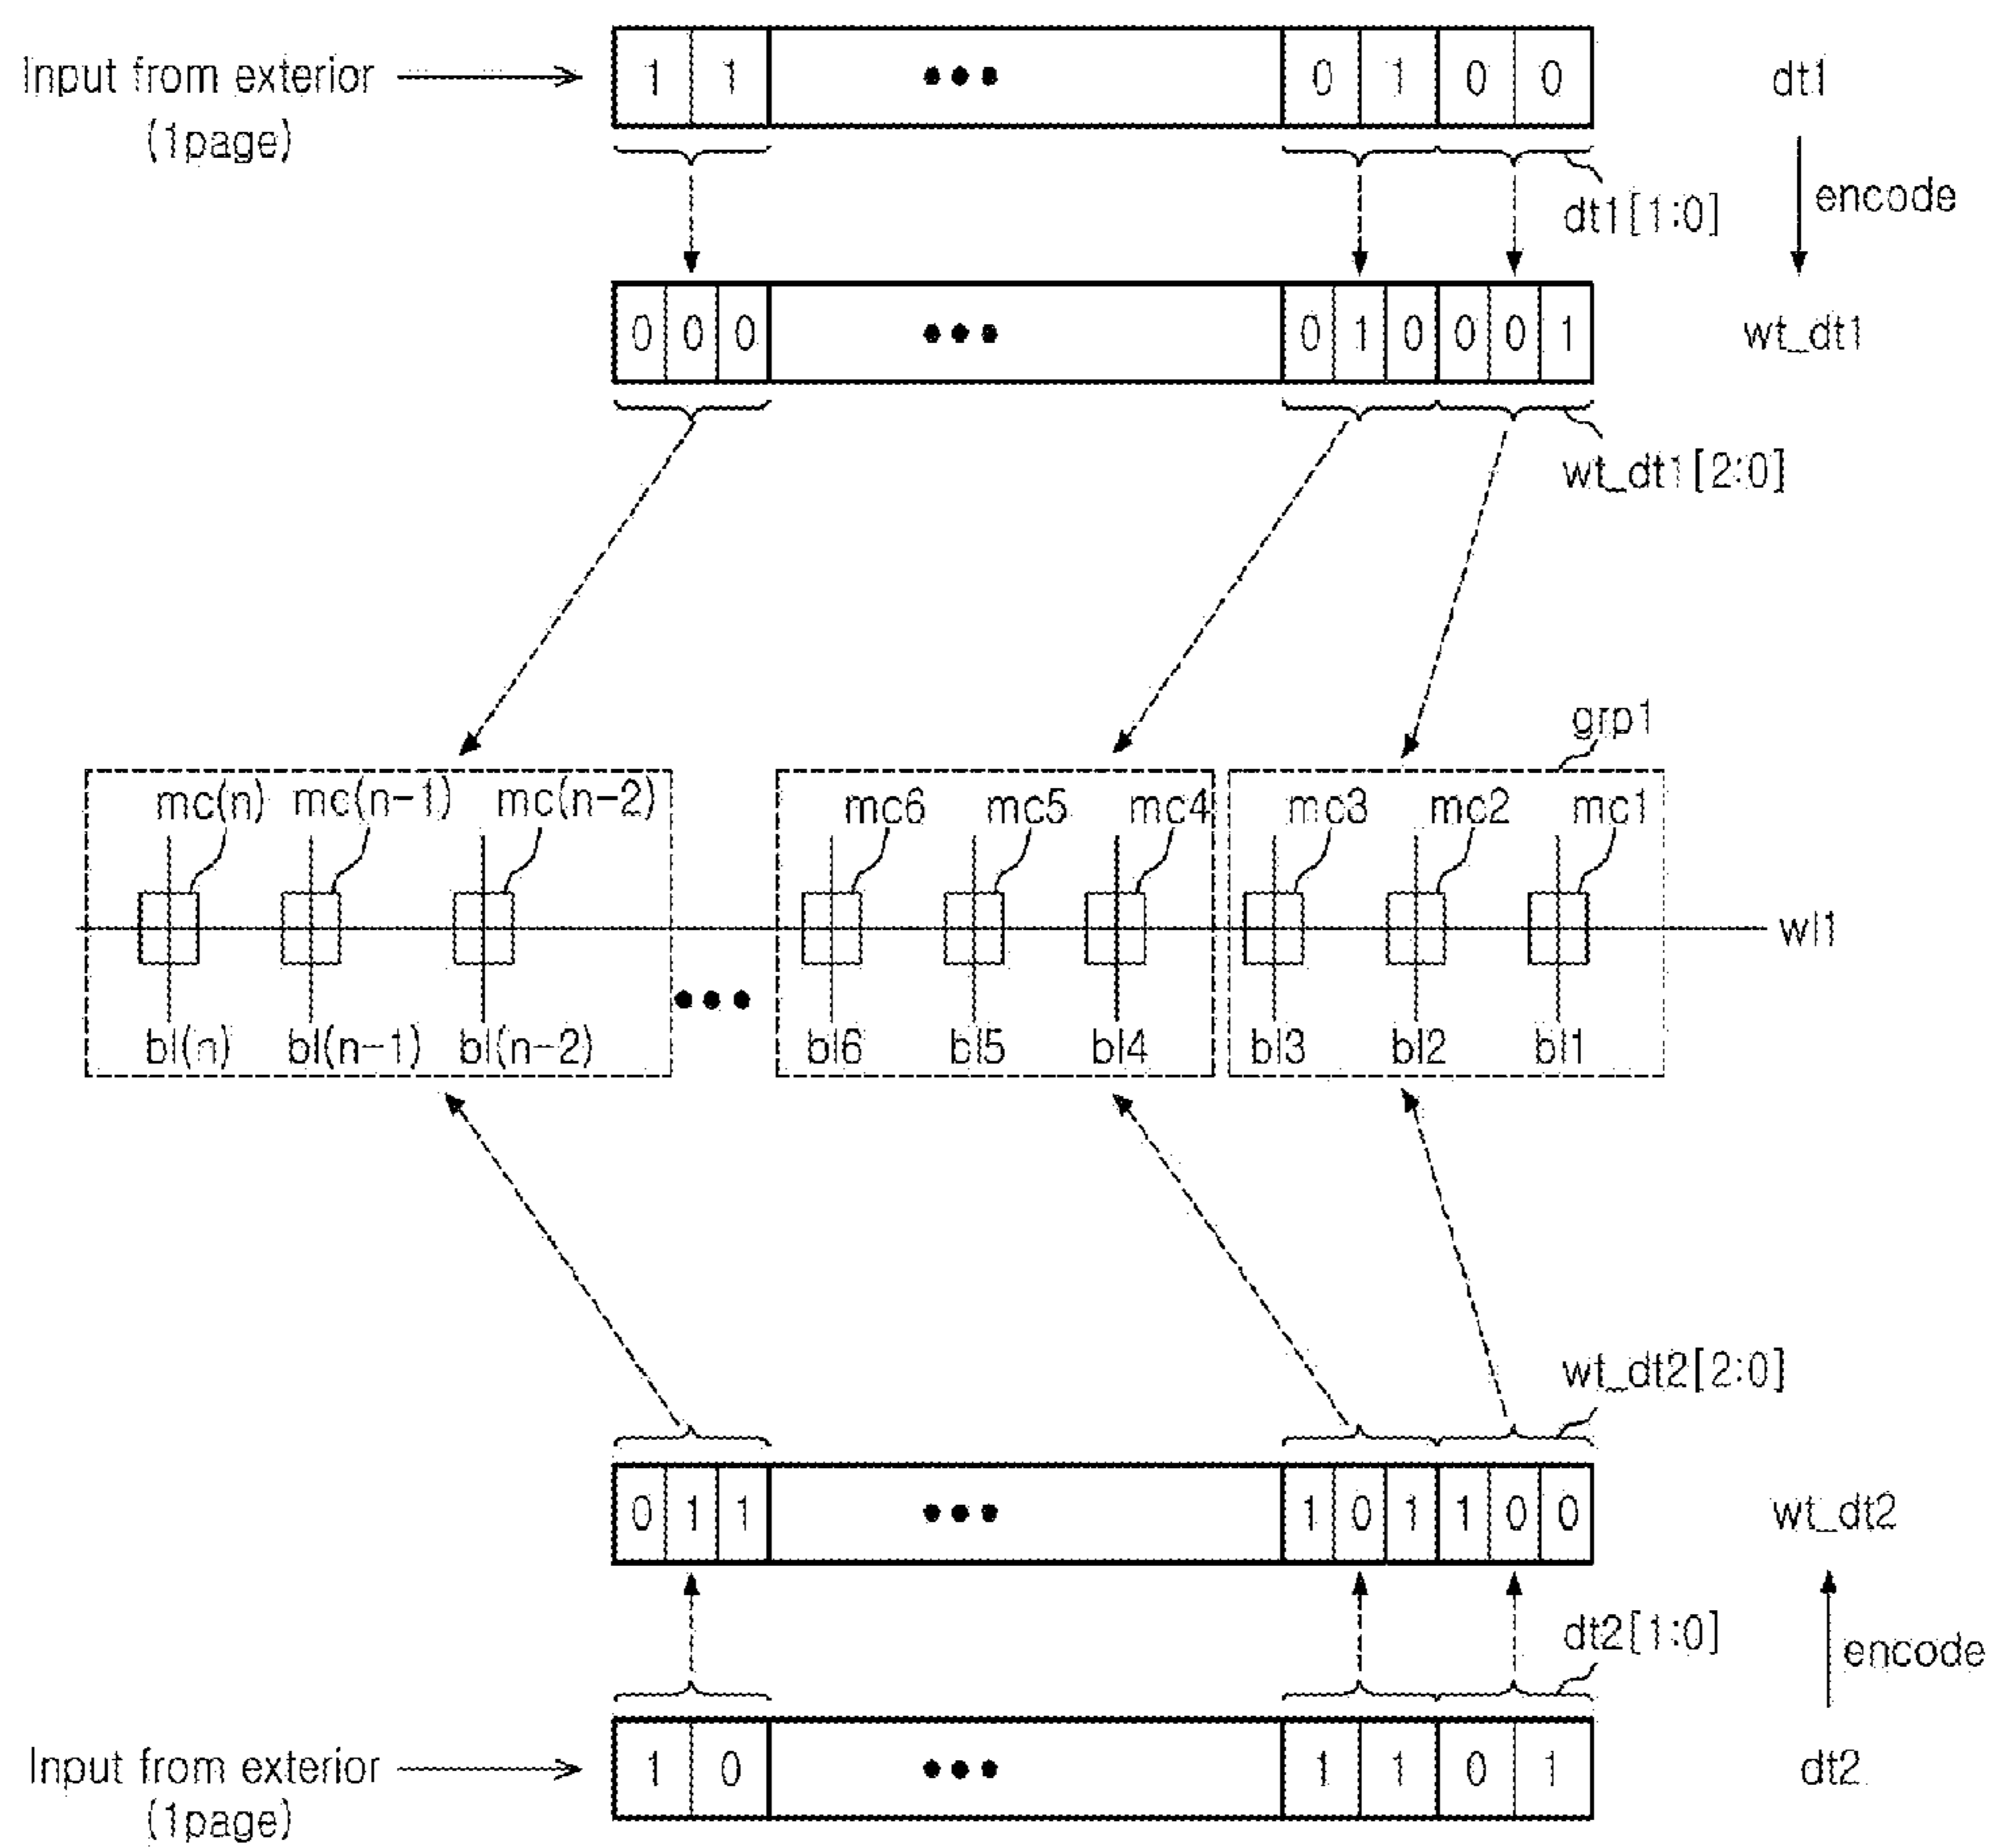 Input from exterior
(1page)
1 1 ••• 0 1 0 0
dt1
dt1[1:0]
encode
0 0 0 ••• 0 1 0 0 0 1
wt_dt1
wt_dt1[2:0]
grp1
mc(n) mc(n-1) mc(n-2) mc6 mc5 mc4 mc3 mc2 mc1
wl1
•••
bl(n) bl(n-1) bl(n-2) bl6 bl5 bl4 bl3 bl2 bl1
wt_dt2[2:0]
0 1 1 ••• 1 0 1 1 0 0
wt_dt2
dt2[1:0]
encode
Input from exterior
(1page)
1 0 ••• 1 1 0 1
dt2